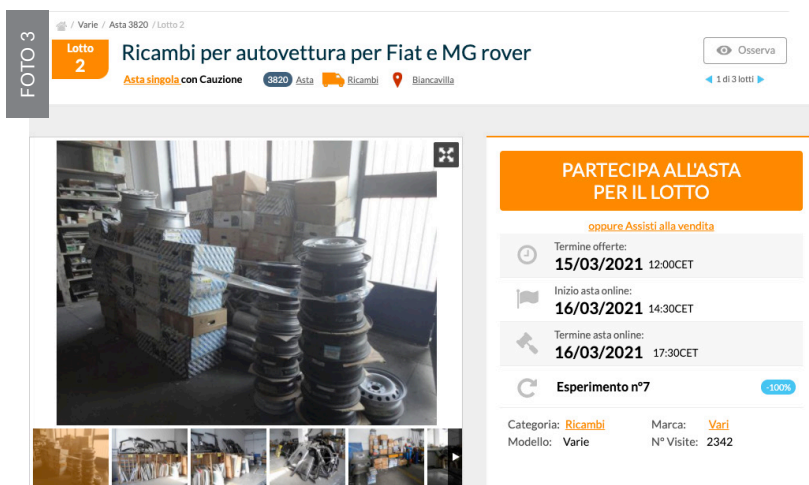 FOTO 3
/ Varie / Asta 3820 / Lotto 2
Lotto
2
Ricambi per autovettura per Fiat e MG rover
Asta singola con Cauzione 3820 Asta Ricambi Biancavilla
Osserva
1 di 3 lotti
PARTECIPA ALL'ASTA
PER IL LOTTO
oppure Assisti alla vendita
Termine offerte:
15/03/2021 12:00CET
Inizio asta online:
16/03/2021 14:30CET
Termine asta online:
16/03/2021 17:30CET
Esperimento n°7 -100%
Categoria: Ricambi Marca: Vari
Modello: Varie N° Visite: 2342